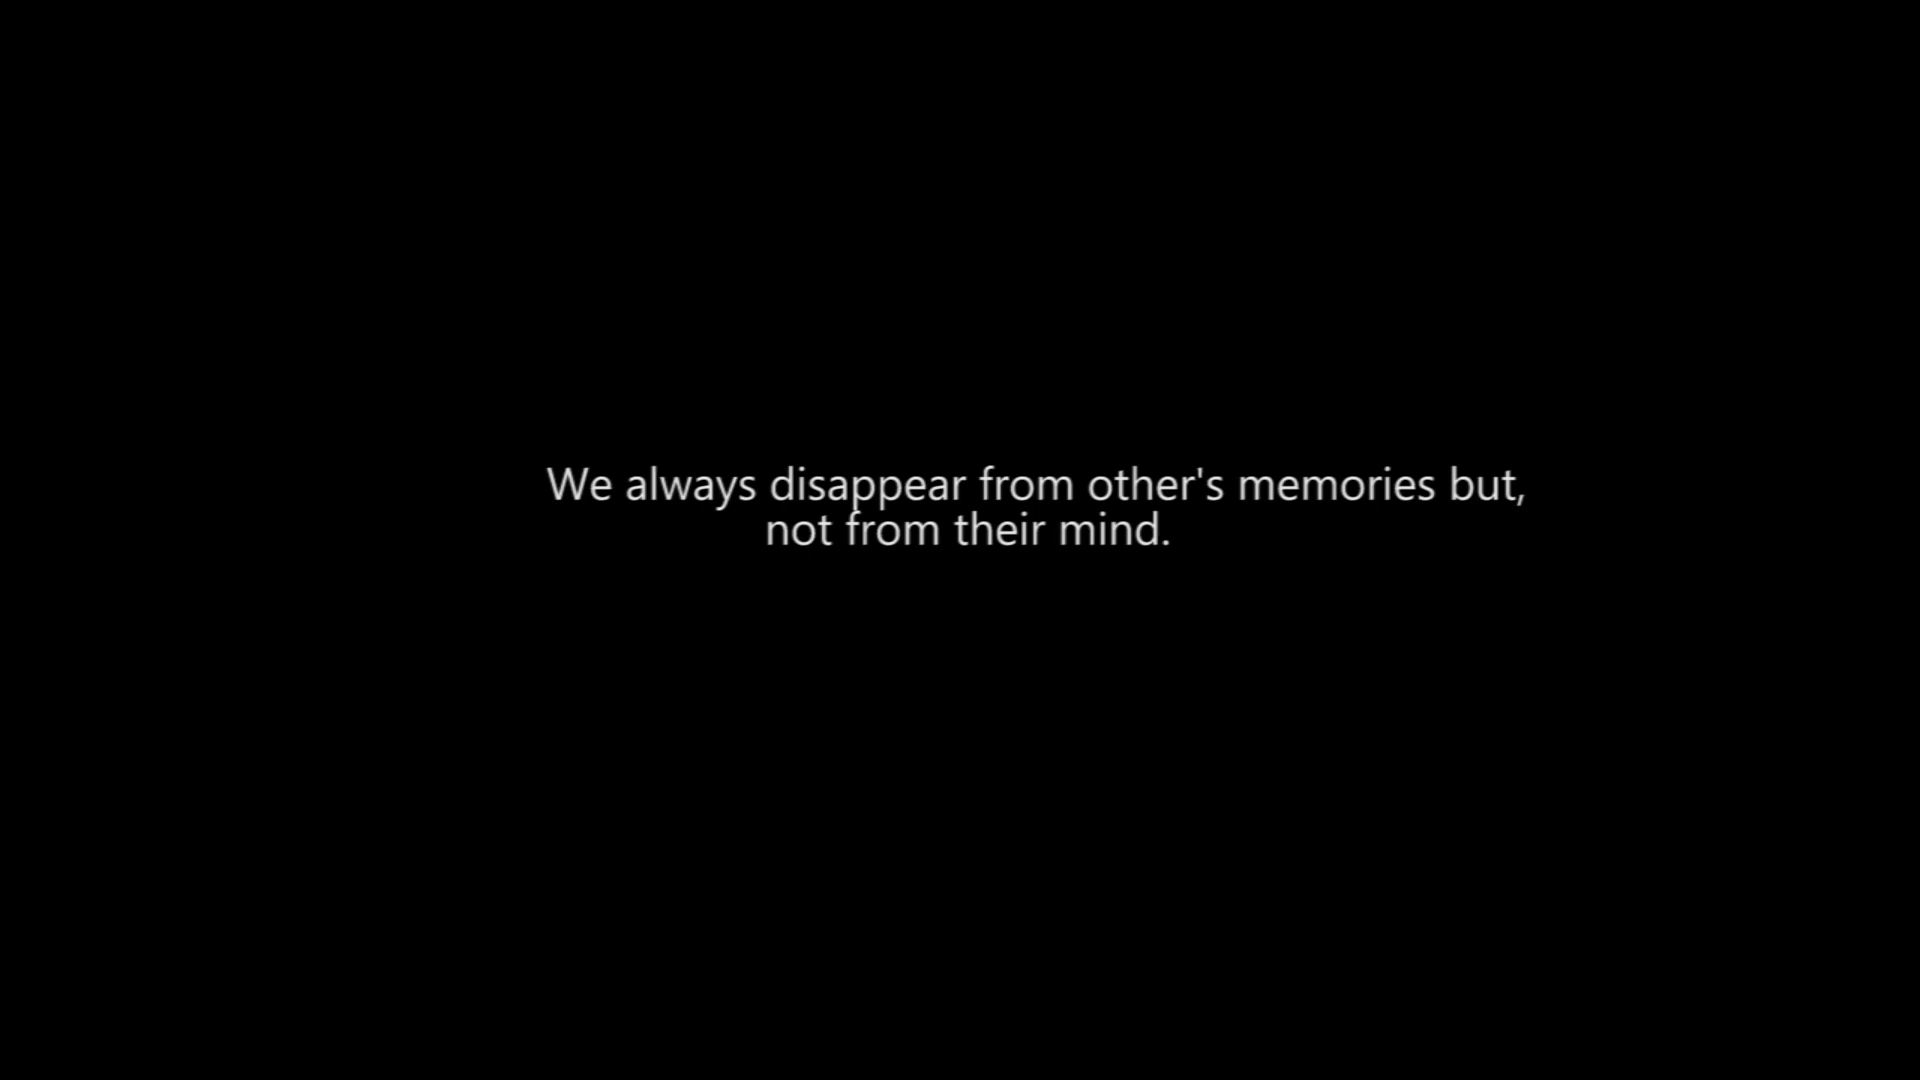 We always disappear from other's memories but,
not from their mind.